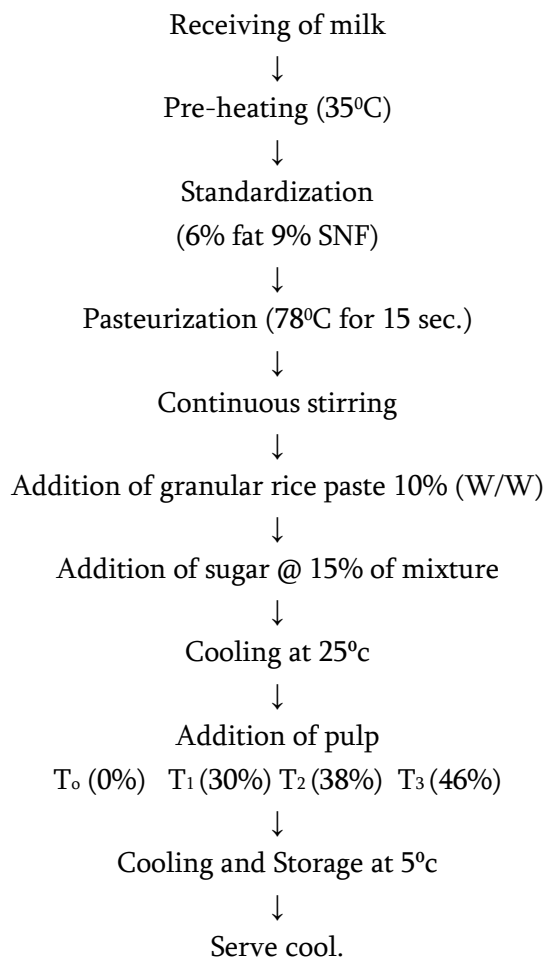 Receiving of milk
↓
Pre-heating (35⁰C)
↓
Standardization
(6% fat 9% SNF)
↓
Pasteurization (78⁰C for 15 sec.)
↓
Continuous stirring
↓
Addition of granular rice paste 10% (W/W)
↓
Addition of sugar @ 15% of mixture
↓
Cooling at 25⁰c
↓
Addition of pulp
Tₒ (0%) T₁ (30%) T₂ (38%) T₃ (46%)
↓
Cooling and Storage at 5⁰c
↓
Serve cool.